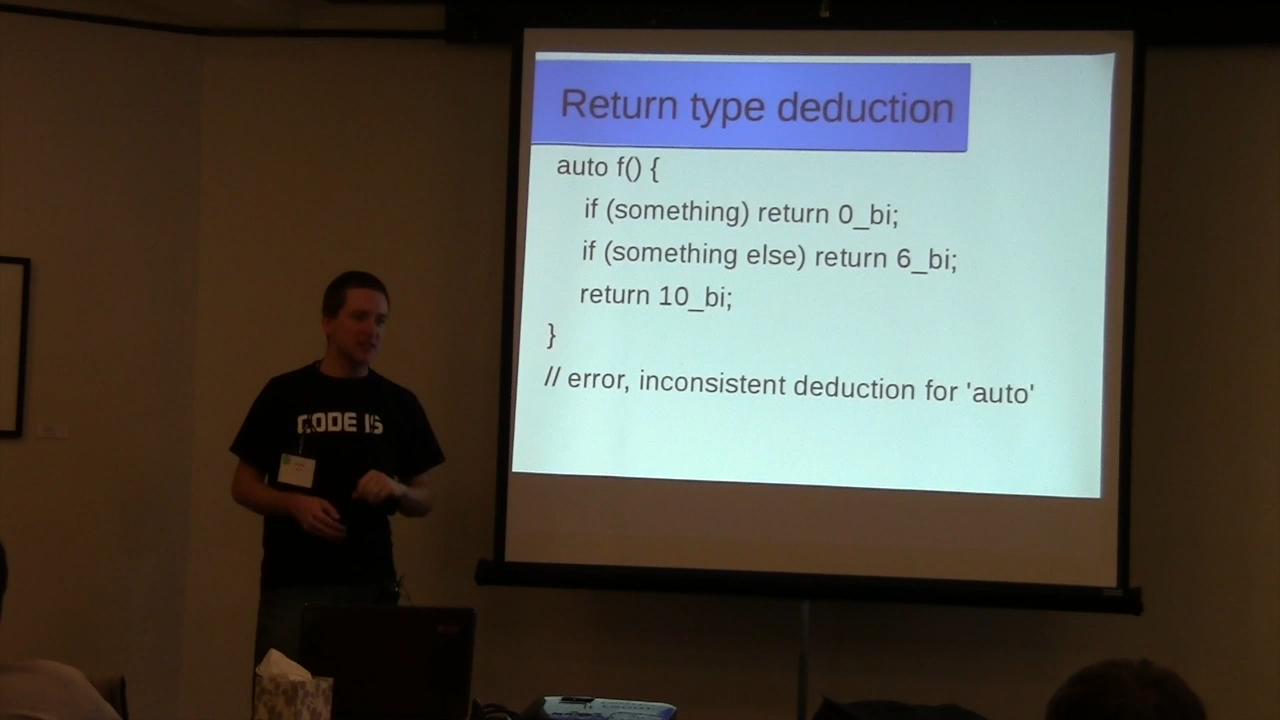 Return type deduction
auto f() {
if (something) return 0_bi;
if (something else) return 6_bi;
return 10_bi;
}
// error, inconsistent deduction for 'auto'
CODE IS